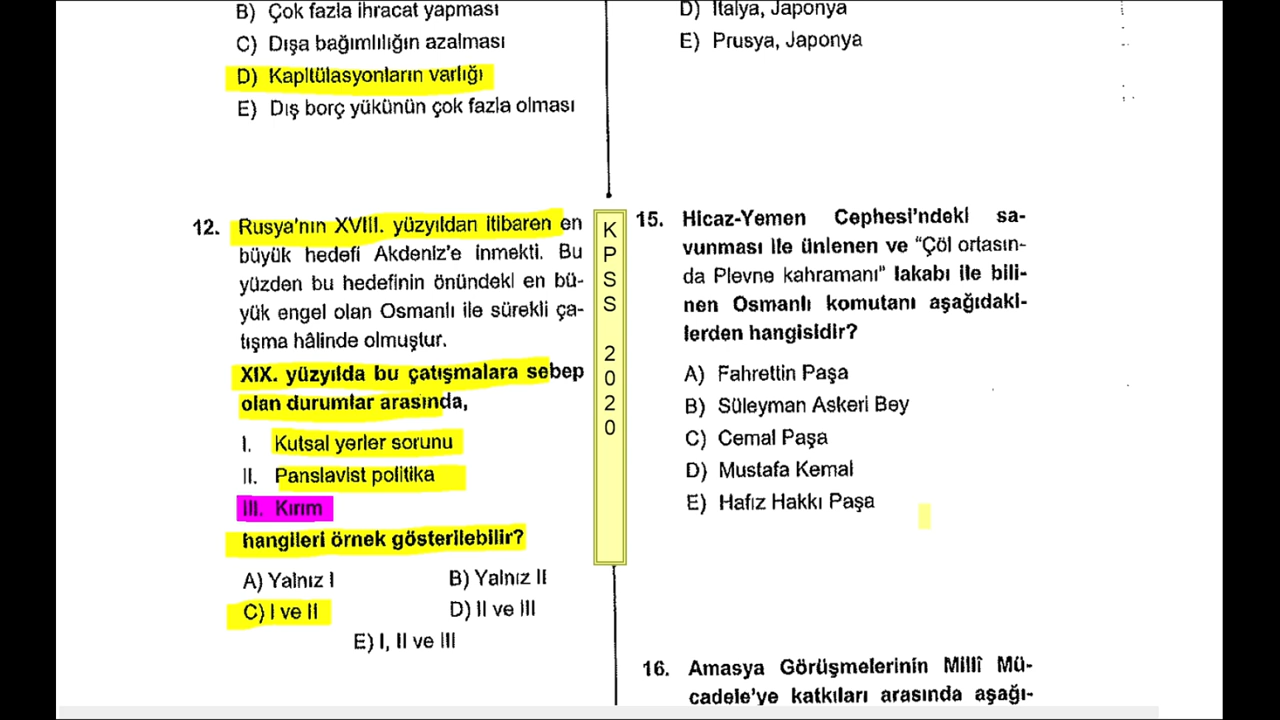 B) Çok fazla ihracat yapması
C) Dışa bağımlılığın azalması
D) Kapitülasyonların varlığı
E) Dış borç yükünün çok fazla olması
12. Rusya'nın XVIII. yüzyıldan itibaren en
büyük hedefi Akdeniz'e inmekti. Bu
yüzden bu hedefinin önündeki en bü-
yük engel olan Osmanlı ile sürekli ça-
tışma hâlinde olmuştur.
XIX. yüzyılda bu çatışmalara sebep
olan durumlar arasında,
I. Kutsal yerler sorunu
II. Panslavist politika
III. Kırım
hangileri örnek gösterilebilir?
A) Yalnız I B) Yalnız II
C) I ve II D) II ve III
E) I, II ve III
KPSS 2020
D) İtalya, Japonya
E) Prusya, Japonya
15. Hicaz-Yemen Cephesi'ndeki sa-
vunması ile ünlenen ve "Çöl ortasın-
da Plevne kahramanı" lakabı ile bili-
nen Osmanlı komutanı aşağıdaki-
lerden hangisidir?
A) Fahrettin Paşa
B) Süleyman Askeri Bey
C) Cemal Paşa
D) Mustafa Kemal
E) Hafız Hakkı Paşa
16. Amasya Görüşmelerinin Millî Mü-
cadele'ye katkıları arasında aşağı-